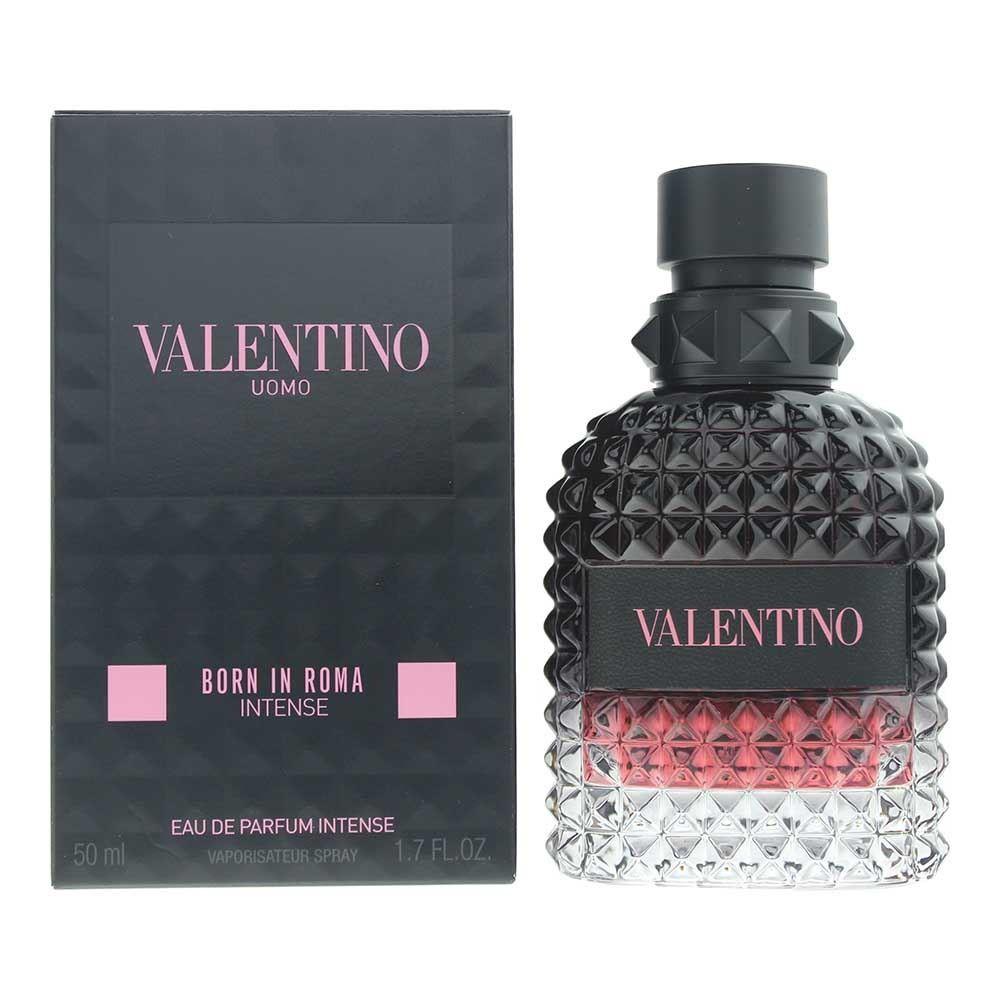 VALENTINO
UOMO
BORN IN ROMA
INTENSE
EAU DE PARFUM INTENSE
50 ml VAPORISATEUR SPRAY 1.7 FL.OZ.
VALENTINO